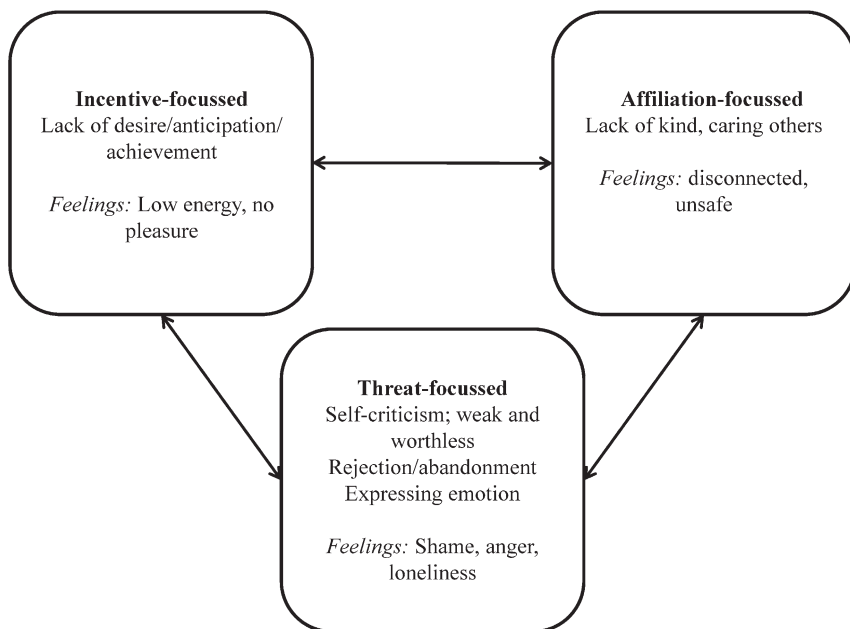 Incentive-focussed
Lack of desire/anticipation/
achievement
Feelings: Low energy, no
pleasure
Affiliation-focussed
Lack of kind, caring others
Feelings: disconnected,
unsafe
Threat-focussed
Self-criticism; weak and
worthless
Rejection/abandonment
Expressing emotion
Feelings: Shame, anger,
loneliness